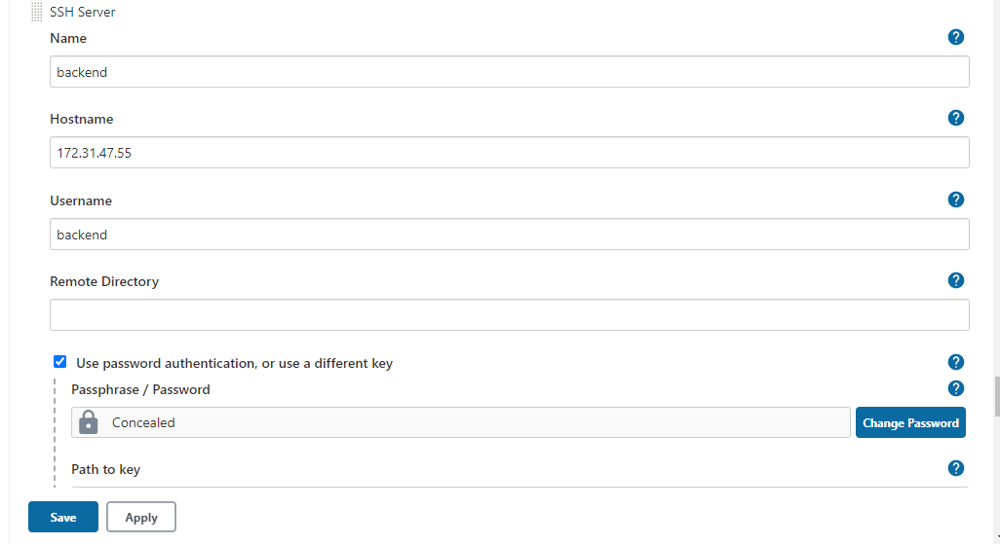 SSH Server
Name
?
backend
Hostname
?
172.31.47.55
Username
?
backend
Remote Directory
?
Use password authentication, or use a different key
?
Passphrase / Password
?
Concealed
Change Password
Path to key
?
Save
Apply